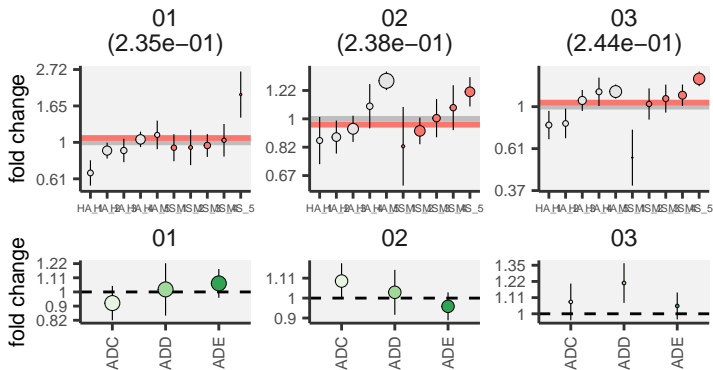 01
(2.35e−01)
02
(2.38e−01)
03
(2.44e−01)
fold change
2.72
1.65
1
0.61
1.22
1
0.82
0.67
1
0.61
0.37
01
02
03
fold change
1.22
1.11
1
0.9
0.82
1.11
1
0.9
1.35
1.22
1.11
1
ADC
ADD
ADE
ADC
ADD
ADE
ADC
ADD
ADE